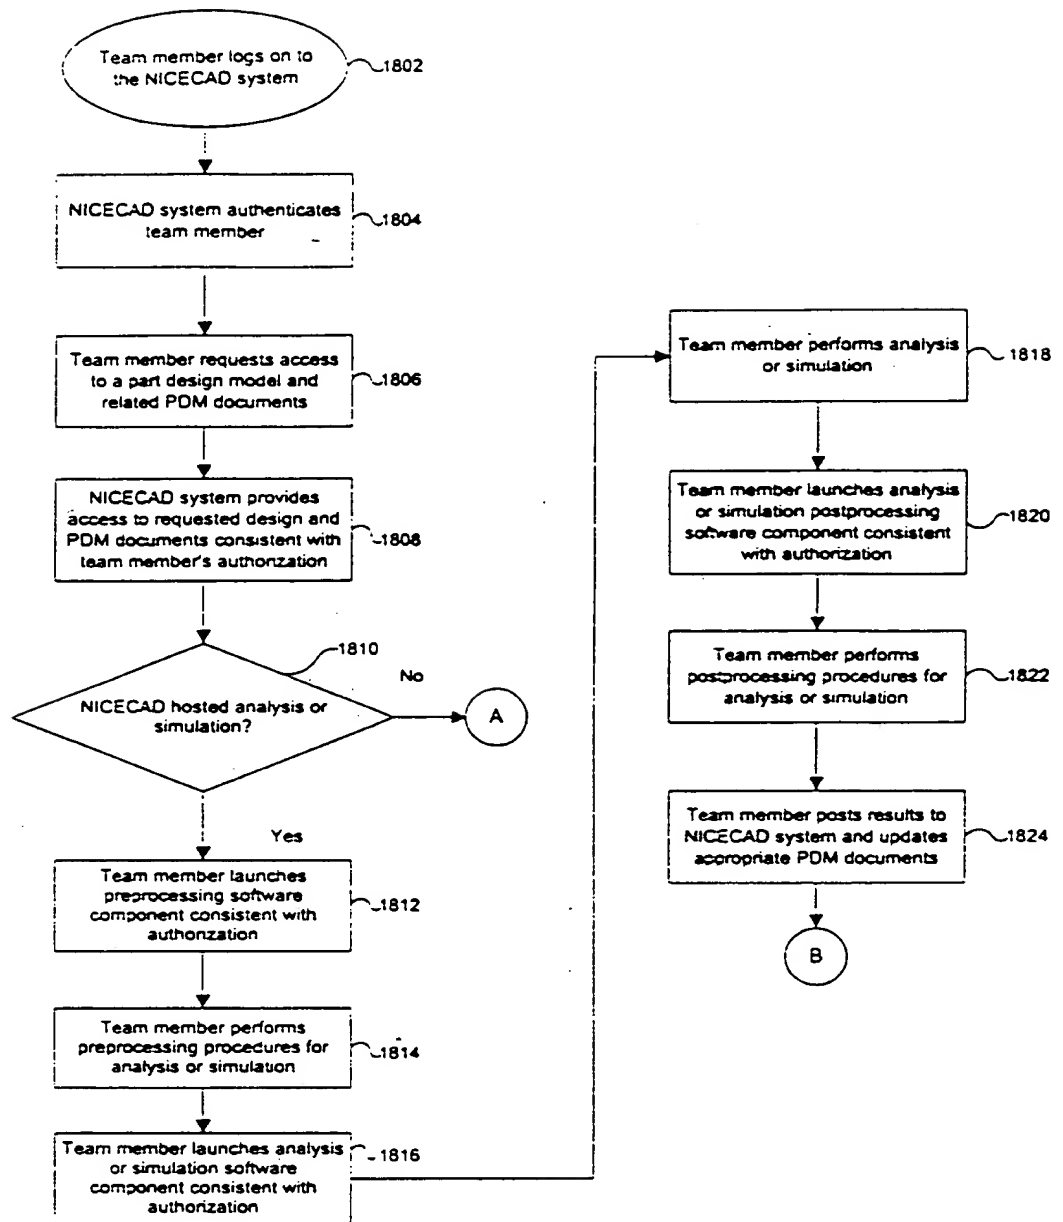 Team member logs on to
the NICECAD system
1802
NICECAD system authenticates
team member
1804
Team member requests access
to a part design model and
related PDM documents
1806
NICECAD system provides
access to requested design and
PDM documents consistent with
team member's authorization
1808
1810
No
NICECAD hosted analysis or
simulation?
A
Yes
Team member launches
preprocessing software
component consistent with
authorization
1812
Team member performs
preprocessing procedures for
analysis or simulation
1814
Team member launches analysis
or simulation software
component consistent with
authorization
1816
Team member performs analysis
or simulation
1818
Team member launches analysis
or simulation postprocessing
software component consistent
with authorization
1820
Team member performs
postprocessing procedures for
analysis or simulation
1822
Team member posts results to
NICECAD system and updates
appropriate PDM documents
1824
B